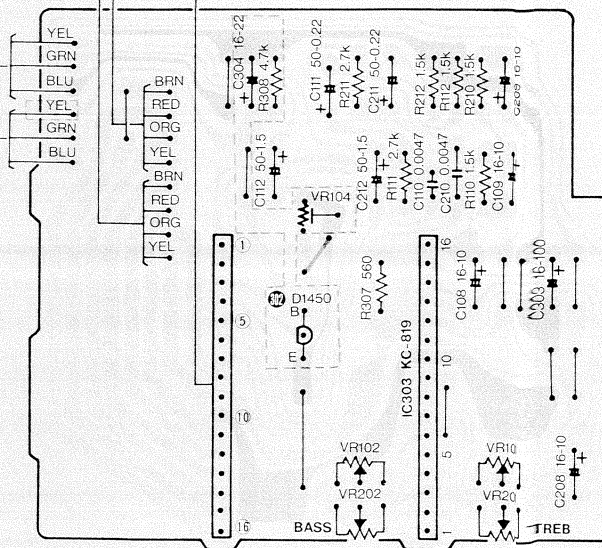 YEL
GRN
BLU
YEL
GRN
BLU
BRN
RED
ORG
YEL
BRN
RED
ORG
YEL
C304 16-22
R308 4.7k
C111 50-0.22
R211 2.7k
C211 50-0.22
R212 1.5k
R112 1.5k
R210 1.5k
C209 16-10
C112 50-1.5
C212 50-1.5
R111 2.7k
C110 0.0047
C210 0.0047
R110 1.5k
C109 16-10
VR104
1
5
10
16
D1450
B
E
R307 560
IC303 KC-819
16
10
5
1
C108 16-10
C303 16-100
C208 16-10
VR102
VR202
BASS
VR10
VR20
TREB